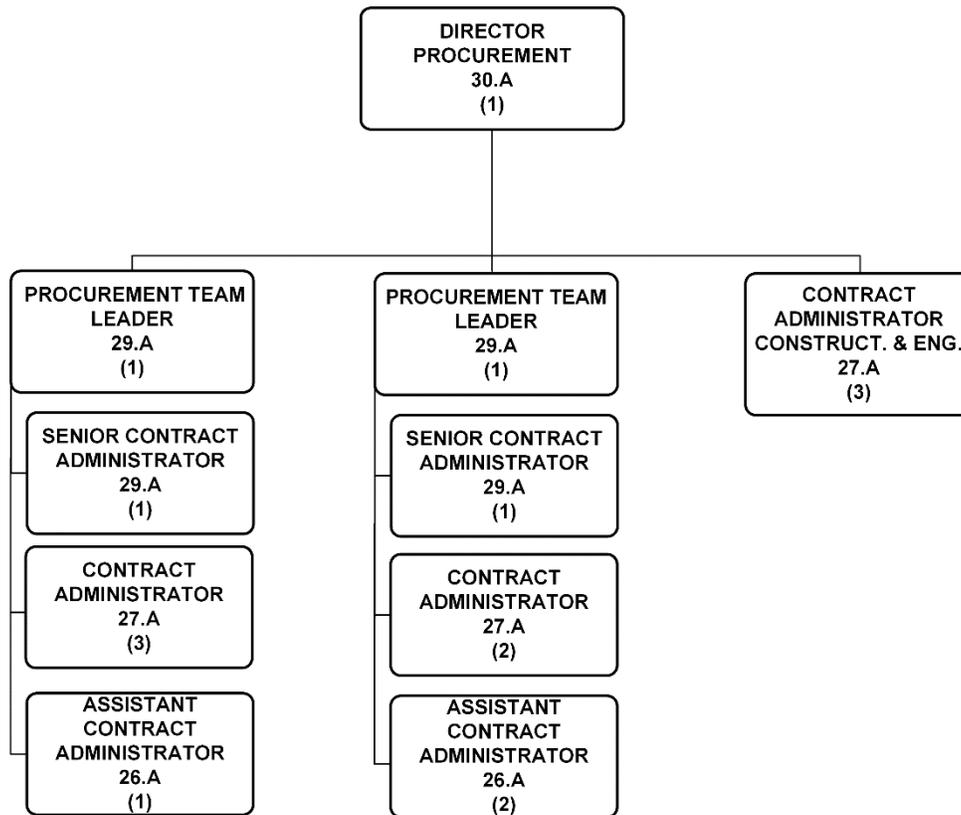 DIRECTOR
PROCUREMENT
30.A
(1)
PROCUREMENT TEAM
LEADER
29.A
(1)
SENIOR CONTRACT
ADMINISTRATOR
29.A
(1)
CONTRACT
ADMINISTRATOR
27.A
(3)
ASSISTANT
CONTRACT
ADMINISTRATOR
26.A
(1)
PROCUREMENT TEAM
LEADER
29.A
(1)
SENIOR CONTRACT
ADMINISTRATOR
29.A
(1)
CONTRACT
ADMINISTRATOR
27.A
(2)
ASSISTANT
CONTRACT
ADMINISTRATOR
26.A
(2)
CONTRACT
ADMINISTRATOR
CONSTRUCT. & ENG.
27.A
(3)